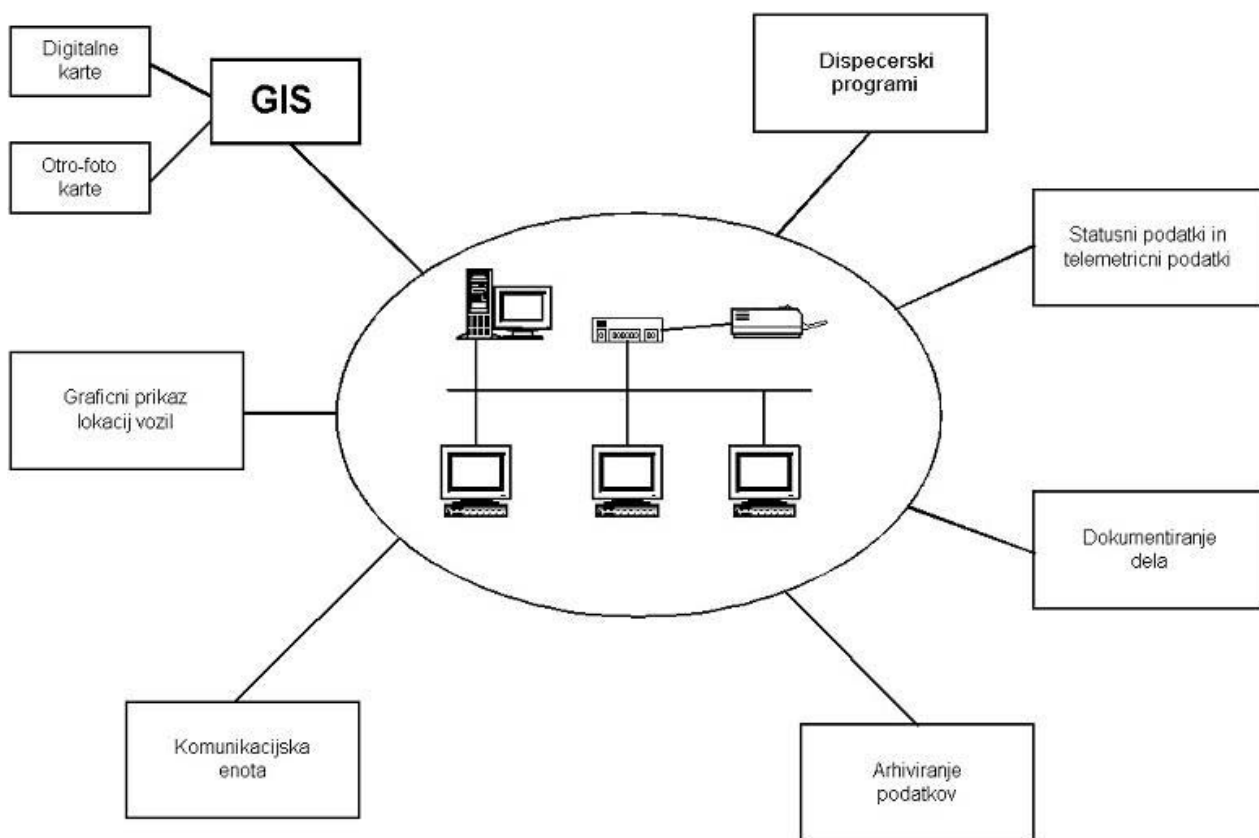 Digitalne
karte
GIS
Otro-foto
karte
Dispecerski
programi
Statusni podatki in
telemetricni podatki
Graficni prikaz
lokacij vozil
Dokumentiranje
dela
Komunikacijska
enota
Arhiviranje
podatkov